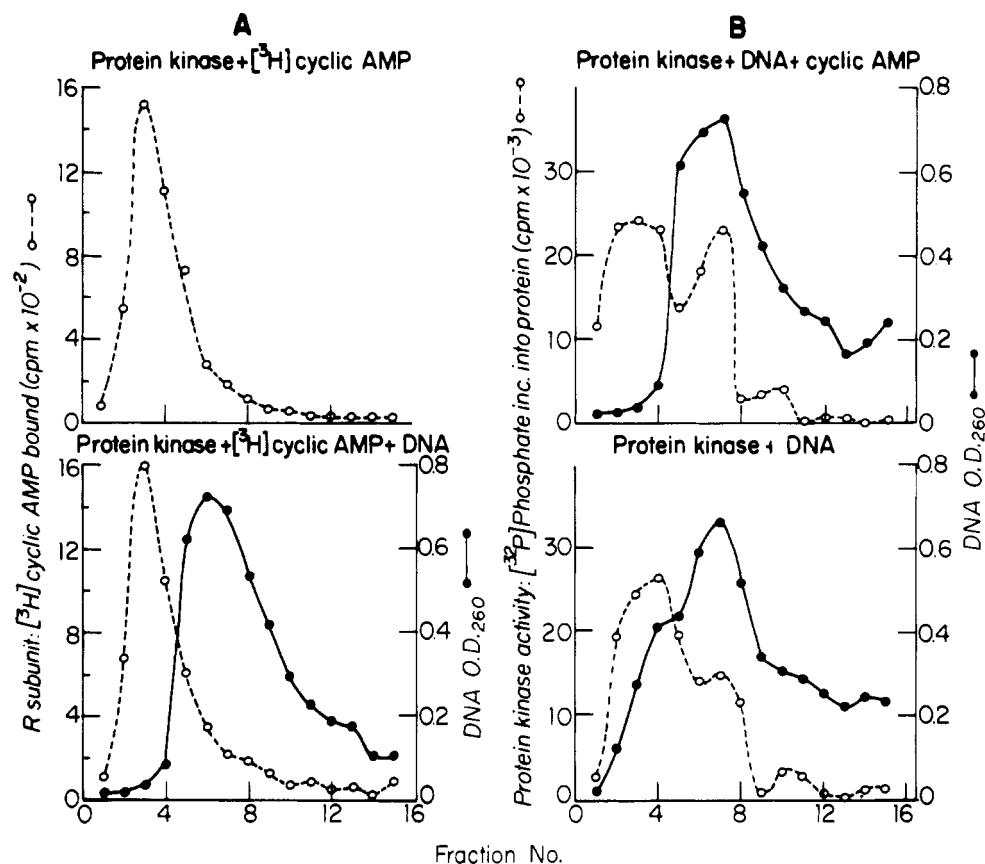 A
Protein kinase+[³H] cyclic AMP
16
12
8
4
0
R subunit: [³H] cyclic AMP bound (cpm x 10⁻²)
Protein kinase+[³H] cyclic AMP+ DNA
16
12
8
4
0
0.8
0.6
0.4
0.2
0
DNA O.D.₂₆₀
0 4 8 12 16
B
Protein kinase+ DNA+ cyclic AMP
30
20
10
0
0.8
0.6
0.4
0.2
0
Protein kinase activity: [³²P] Phosphate inc. into protein (cpm x 10⁻³)
Protein kinase + DNA
30
20
10
0.8
0.6
0.4
0.2
0
DNA O.D.₂₆₀
0 4 8 12 16
Fraction No.